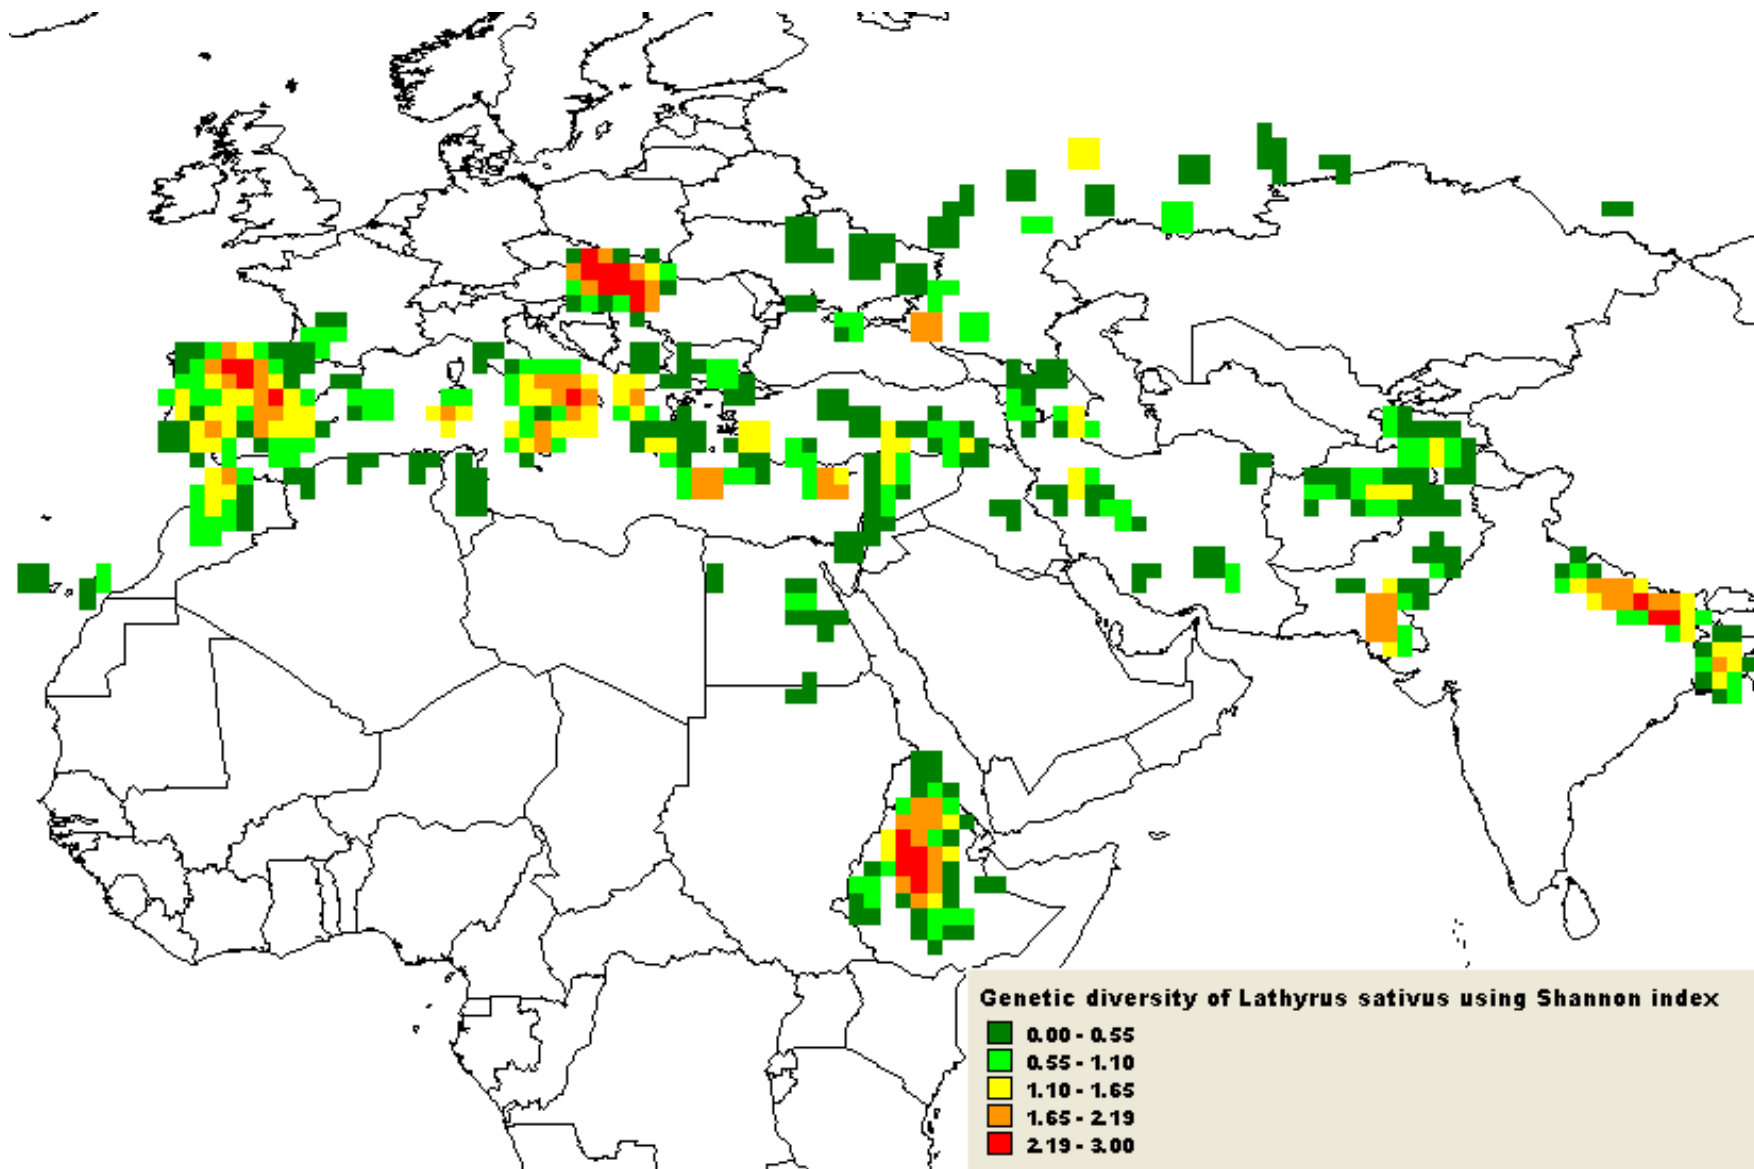 Genetic diversity of Lathyrus sativus using Shannon index
0.00 - 0.55
0.55 - 1.10
1.10 - 1.65
1.65 - 2.19
2.19 - 3.00